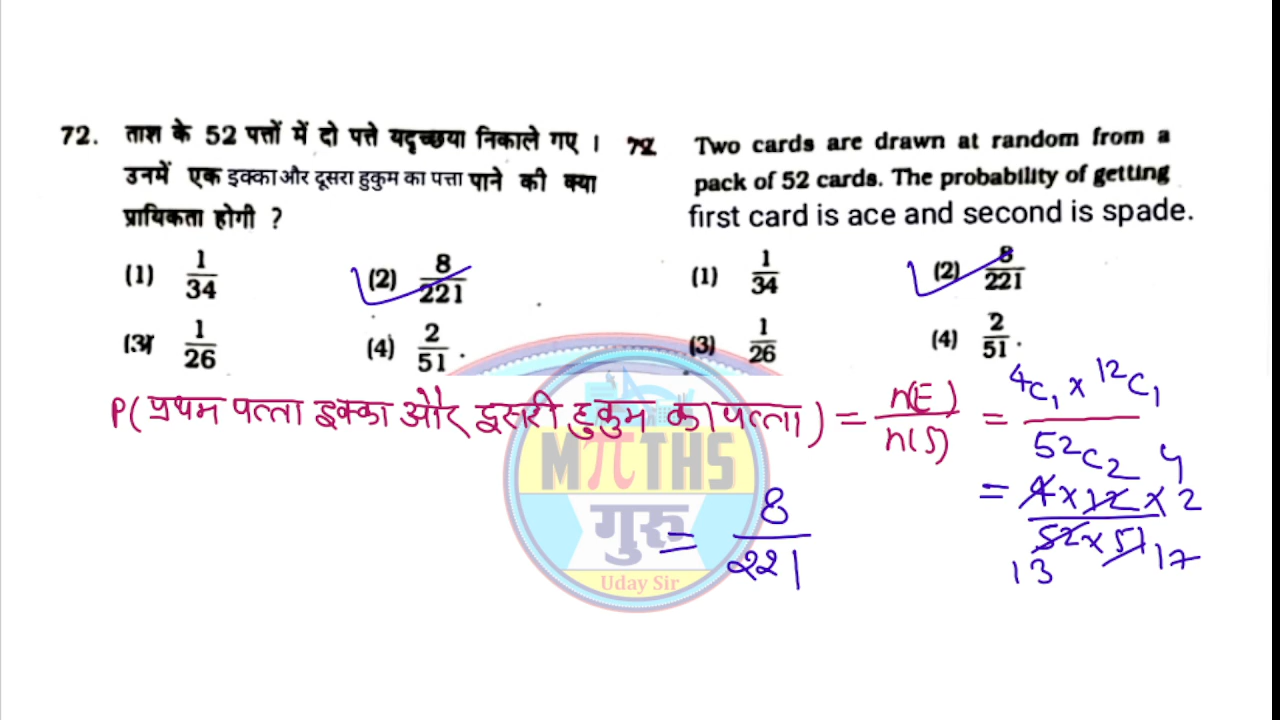 72. ताश के 52 पत्तों में दो पत्ते यदृच्छया निकाले गए ।
उनमें एक इक्का और दूसरा हुकुम का पत्ता पाने की क्या
प्रायिकता होगी ?
(1) 1/34 (2) 8/221
(3) 1/26 (4) 2/51 .
72 Two cards are drawn at random from a
pack of 52 cards. The probability of getting
first card is ace and second is spade.
(1) 1/34 (2) 8/221
(3) 1/26 (4) 2/51 .
P( प्रथम पत्ता इक्का और दूसरी हुकुम का पत्ता ) = n(E)/n(S) = ⁴C₁ × ¹²C₁ / 52C₂
= 4×12×2 / 52×51 4 13 17
= 8/221
MπTHS
गुरु
Uday Sir